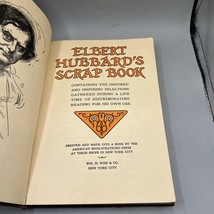 ELBERT
HUBBARD'S
SCRAP BOOK
CONTAINING THE INSPIRED
AND INSPIRING SELECTIONS
GATHERED DURING A LIFE
TIME OF DISCRIMINATING
READING FOR HIS OWN USE
PRINTED AND MADE INTO A BOOK BY THE
AMERICAN BOOK-STRATFORD PRESS
AT THEIR SHOPS IN NEW YORK CITY
WM. H. WISE & CO.
NEW YORK CITY